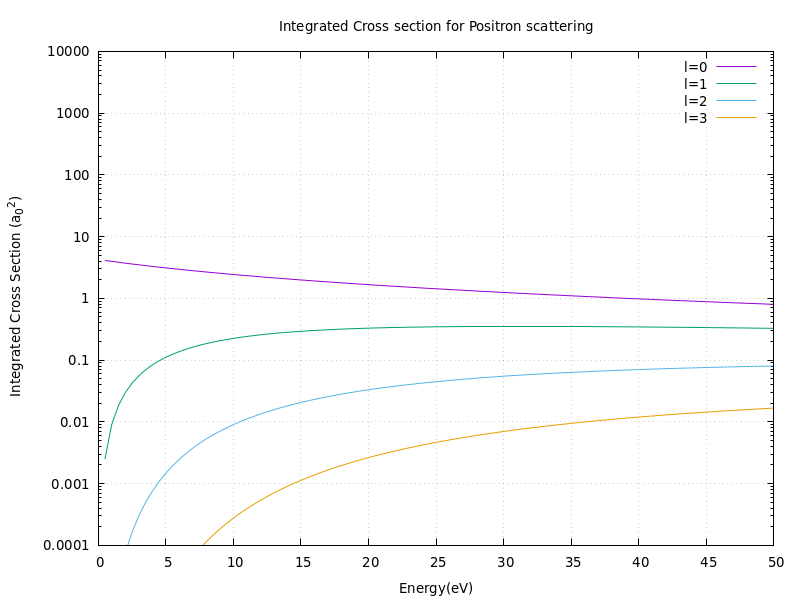 Integrated Cross section for Positron scattering
10000
1000
100
10
1
0.1
0.01
0.001
0.0001
Integrated Cross Section (a₀²)
l=0
l=1
l=2
l=3
0 5 10 15 20 25 30 35 40 45 50
Energy(eV)